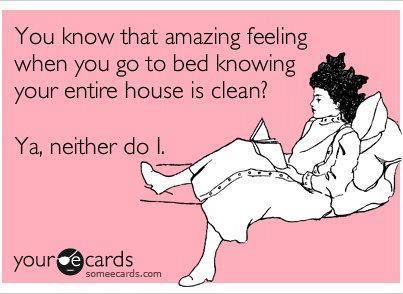 You know that amazing feeling
when you go to bed knowing
your entire house is clean?
Ya, neither do I.
your e cards
someecards.com